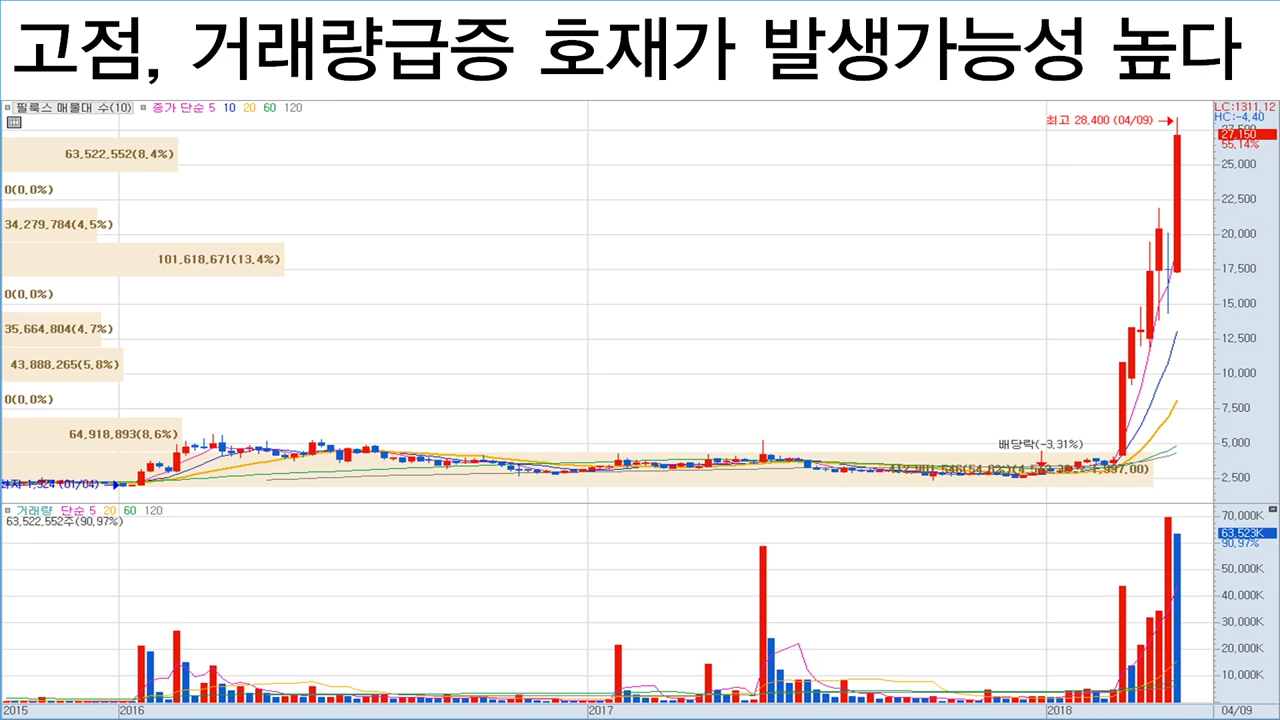 고점, 거래량급증 호재가 발생가능성 높다
필룩스 매물대 수(10) 종가 단순 5 10 20 60 120
LC:1311.12
HC:-4.40
최고 28,400 (04/09)
27,150
55,14%
63,522,552(8.4%)
25,000
0(0.0%)
22,500
34,279,784(4.5%)
20,000
101,618,671(13.4%)
17,500
0(0.0%)
15,000
35,664,804(4.7%)
12,500
43,888,265(5.8%)
10,000
0(0.0%)
7,500
64,918,893(8.6%)
배당락(-3.31%)
5,000
2,500
1,324 (01/04)
거래량 단순 5 20 60 120
63,522,552주(90.97%)
70,000K
63,523K
90,97%
50,000K
40,000K
30,000K
20,000K
10,000K
2015 2016 2017 2018 04/09